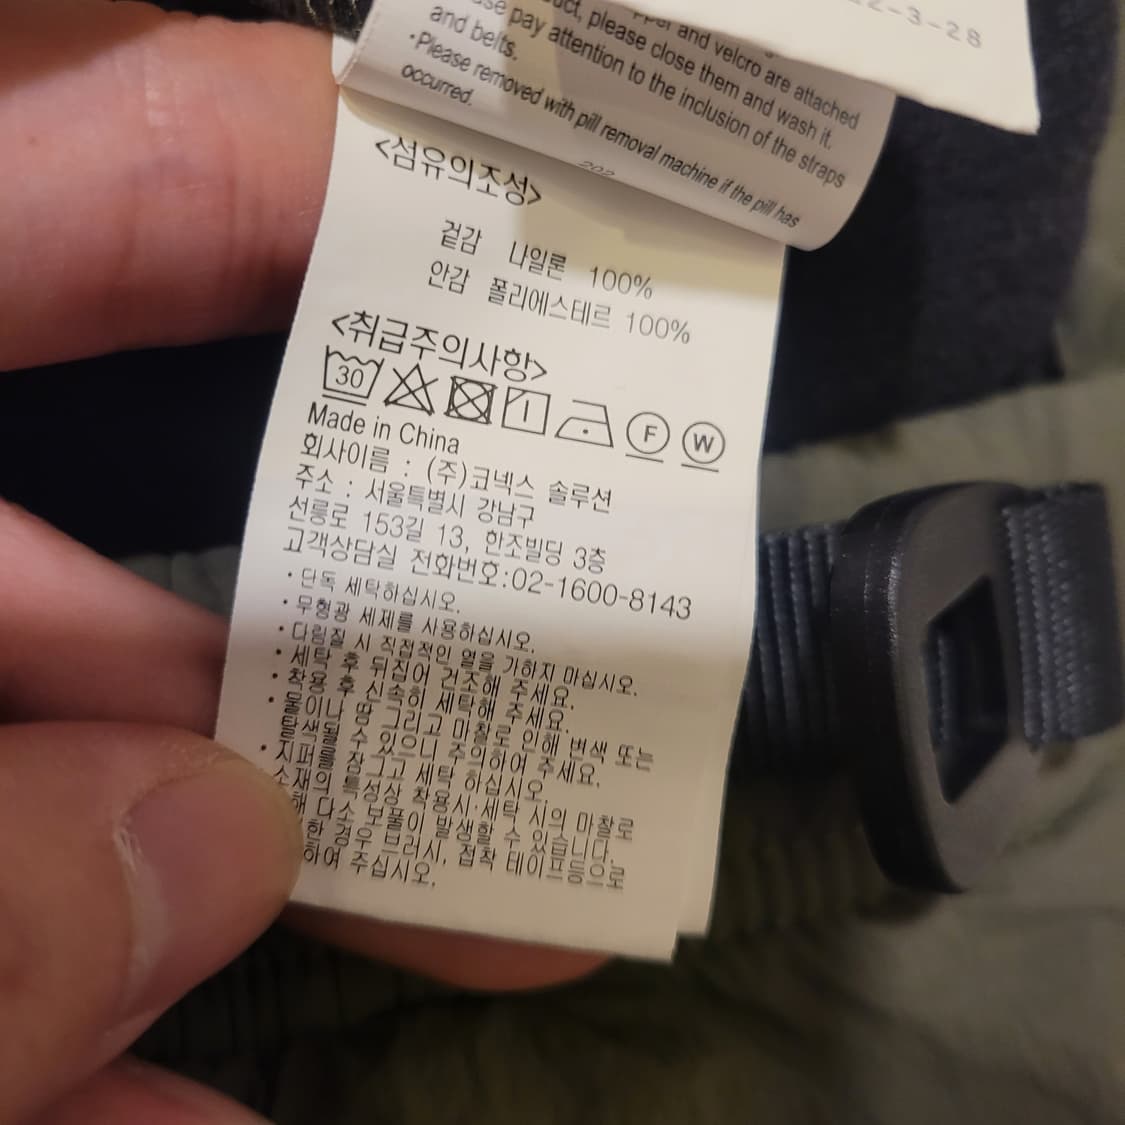 2-3-28
uct, please close them and wash it.
and velcro are attached
se pay attention to the inclusion of the straps
and belts.
·Please removed with pill removal machine if the pill has
occurred.
202
<섬유의조성>
겉감 나일론 100%
안감 폴리에스테르 100%
<취급주의사항>
30 F W
Made in China
회사이름 : (주)코넥스 솔루션
주소 : 서울특별시 강남구
선릉로 153길 13, 한조빌딩 3층
고객상담실 전화번호:02-1600-8143
·단독 세탁하십시오.
·무형광 세제를 사용하십시오.
·다림질 시 직접적인 열을 가하지 마십시오.
·세탁 후 뒤집어 건조해 주세요.
·착용 후 신속히 세탁해 주세요.
·물이나 땀 그리고 마찰로 인해 변색 또는
탈색될 수 있으니 주의하여 주세요.
·지퍼를 잠그고 세탁 하십시오.
소재의 특성상 착용시·세탁 시의 마찰로
해 다소 보풀이 발생할 수 있습니다.
한 경우 브러시, 접착 테이프등으로
하여 주십시오.